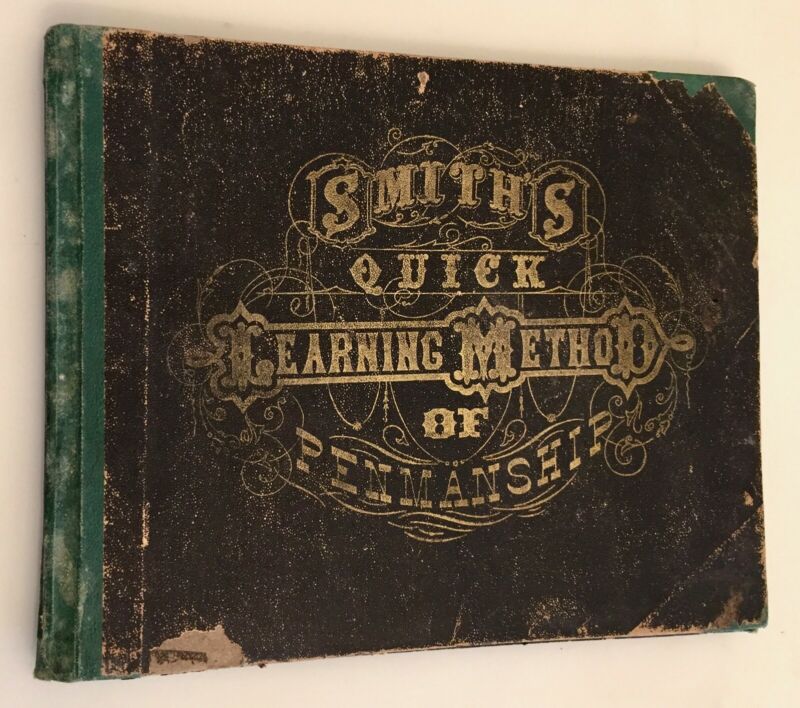 SMITH'S
QUICK
LEARNING METHOD
OF
PENMANSHIP